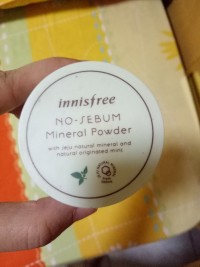 innisfree
NO-SEBUM
Mineral Powder
with Jeju natural mineral and
natural originated mint